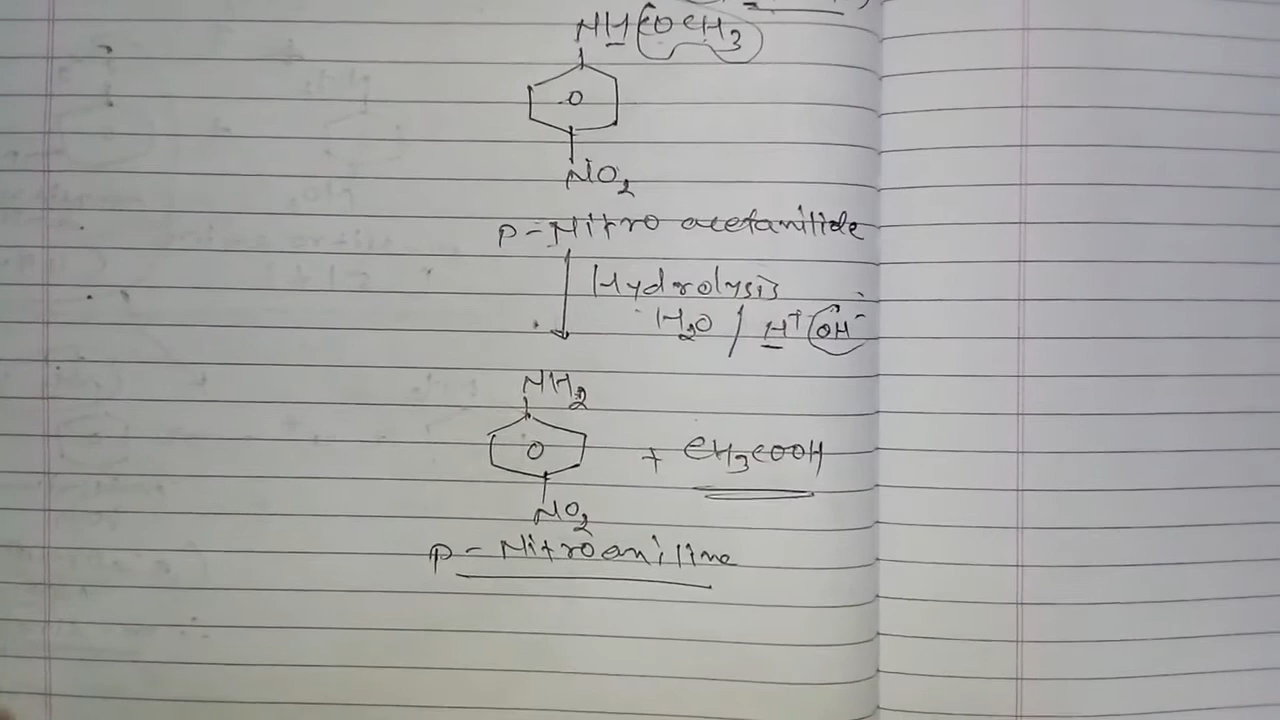 NHCOCH3
NO2
p-Nitro acetanilide
Hydrolysis
H2O / H+ OH-
NH2
+ CH3COOH
NO2
p-Nitroaniline